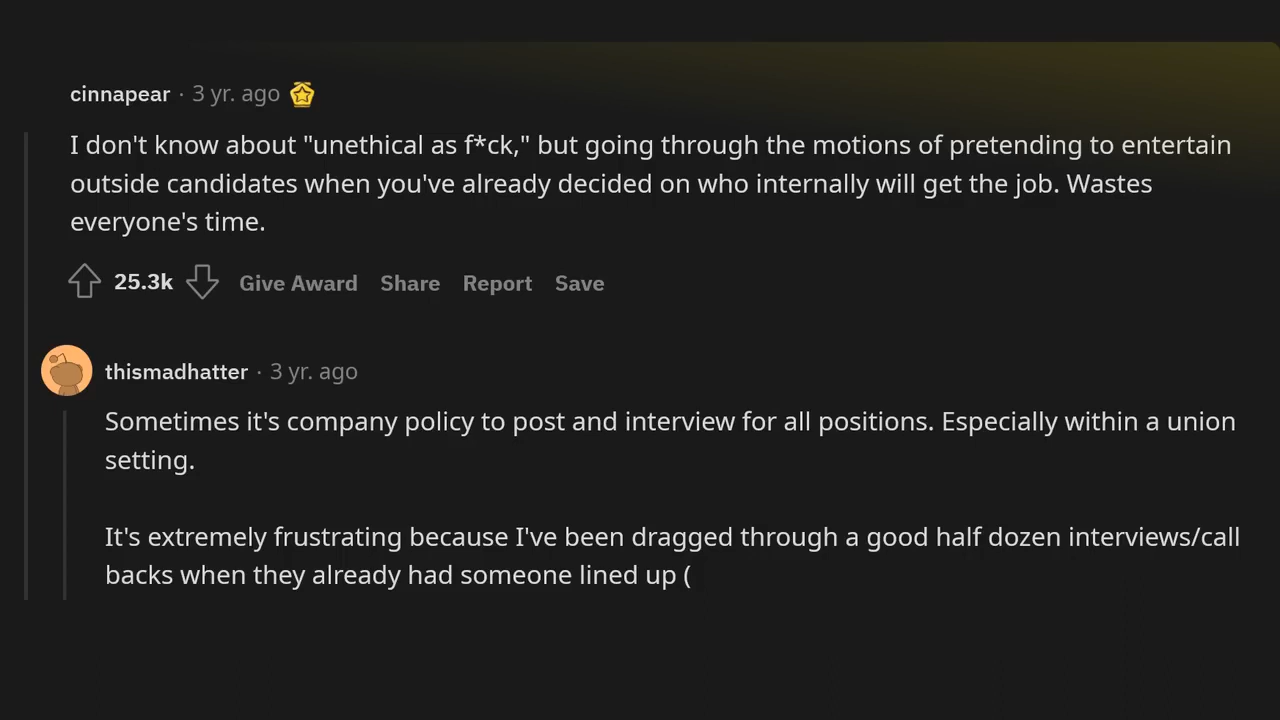 cinnapear · 3 yr. ago
I don't know about "unethical as f*ck," but going through the motions of pretending to entertain
outside candidates when you've already decided on who internally will get the job. Wastes
everyone's time.
25.3k Give Award Share Report Save
thismadhatter · 3 yr. ago
Sometimes it's company policy to post and interview for all positions. Especially within a union
setting.
It's extremely frustrating because I've been dragged through a good half dozen interviews/call
backs when they already had someone lined up (